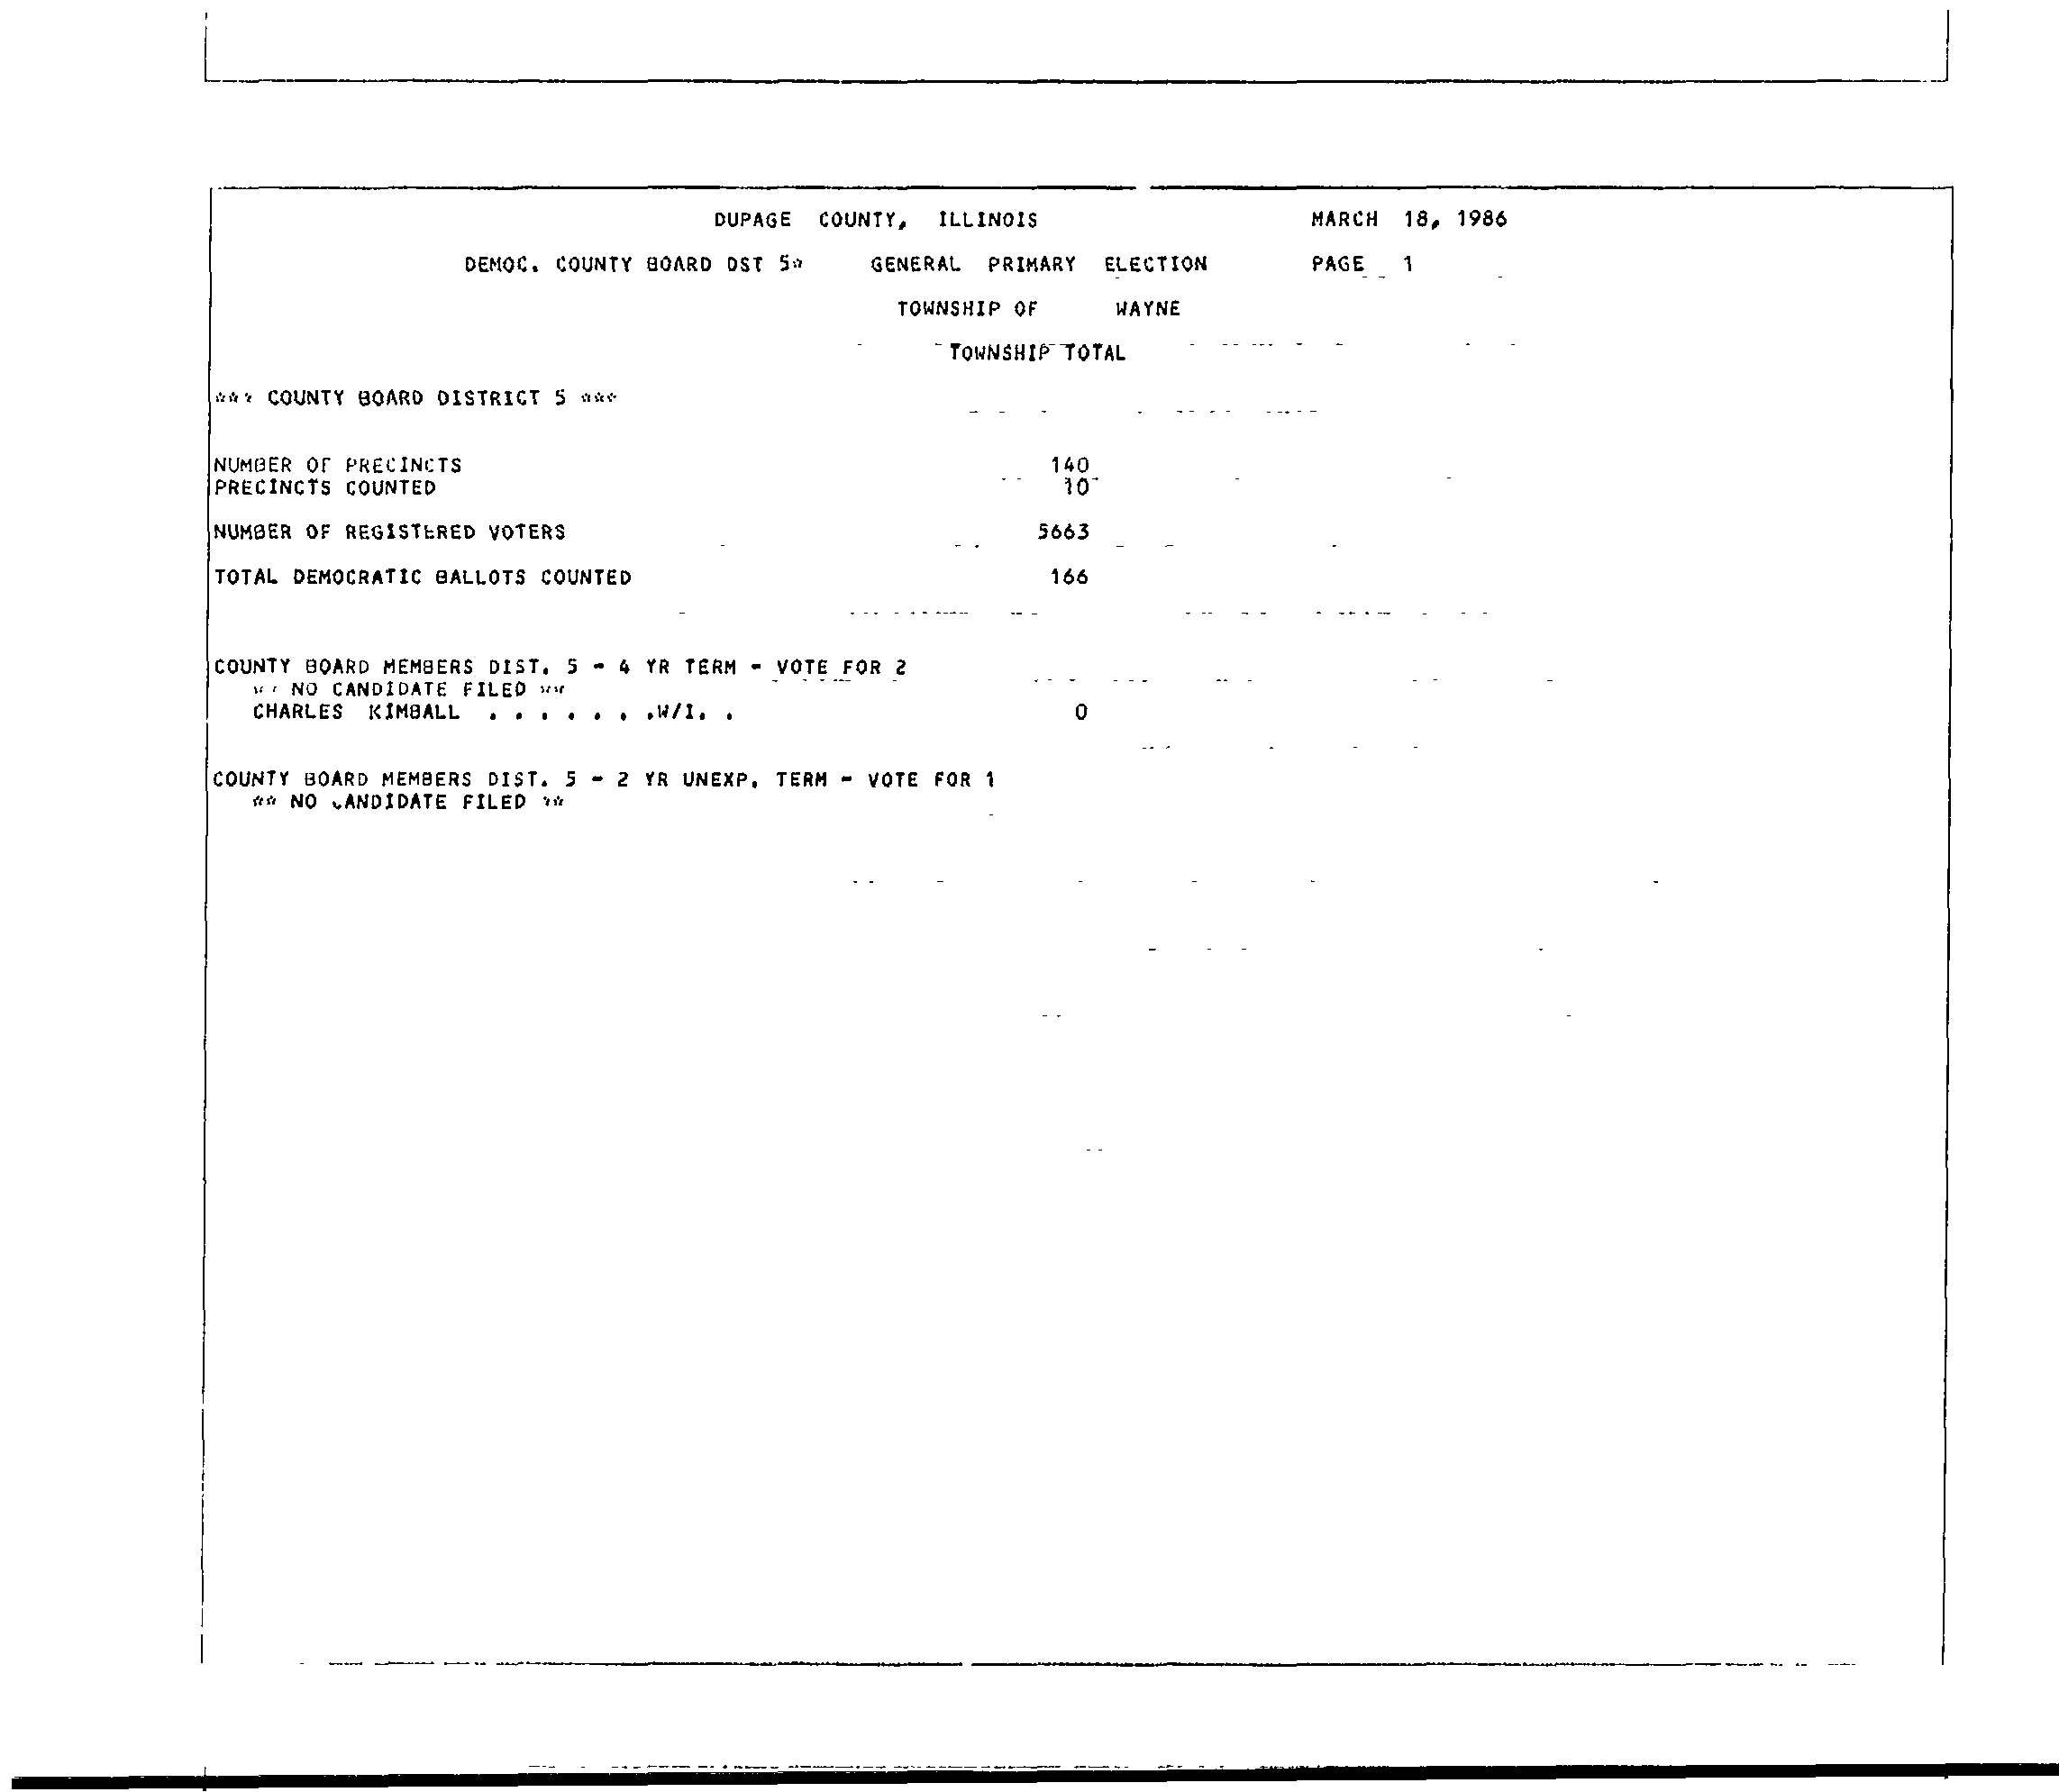 DUPAGE COUNTY, ILLINOIS MARCH 18, 1986
DEMOC. COUNTY BOARD DST 5* GENERAL PRIMARY ELECTION PAGE 1
TOWNSHIP OF WAYNE
TOWNSHIP TOTAL
*** COUNTY BOARD DISTRICT 5 ***
NUMBER OF PRECINCTS 140
PRECINCTS COUNTED 10
NUMBER OF REGISTERED VOTERS 5663
TOTAL DEMOCRATIC BALLOTS COUNTED 166
COUNTY BOARD MEMBERS DIST. 5 - 4 YR TERM - VOTE FOR 2
** NO CANDIDATE FILED **
CHARLES KIMBALL . . . . . . .W/I. . 0
COUNTY BOARD MEMBERS DIST. 5 - 2 YR UNEXP. TERM - VOTE FOR 1
** NO CANDIDATE FILED **